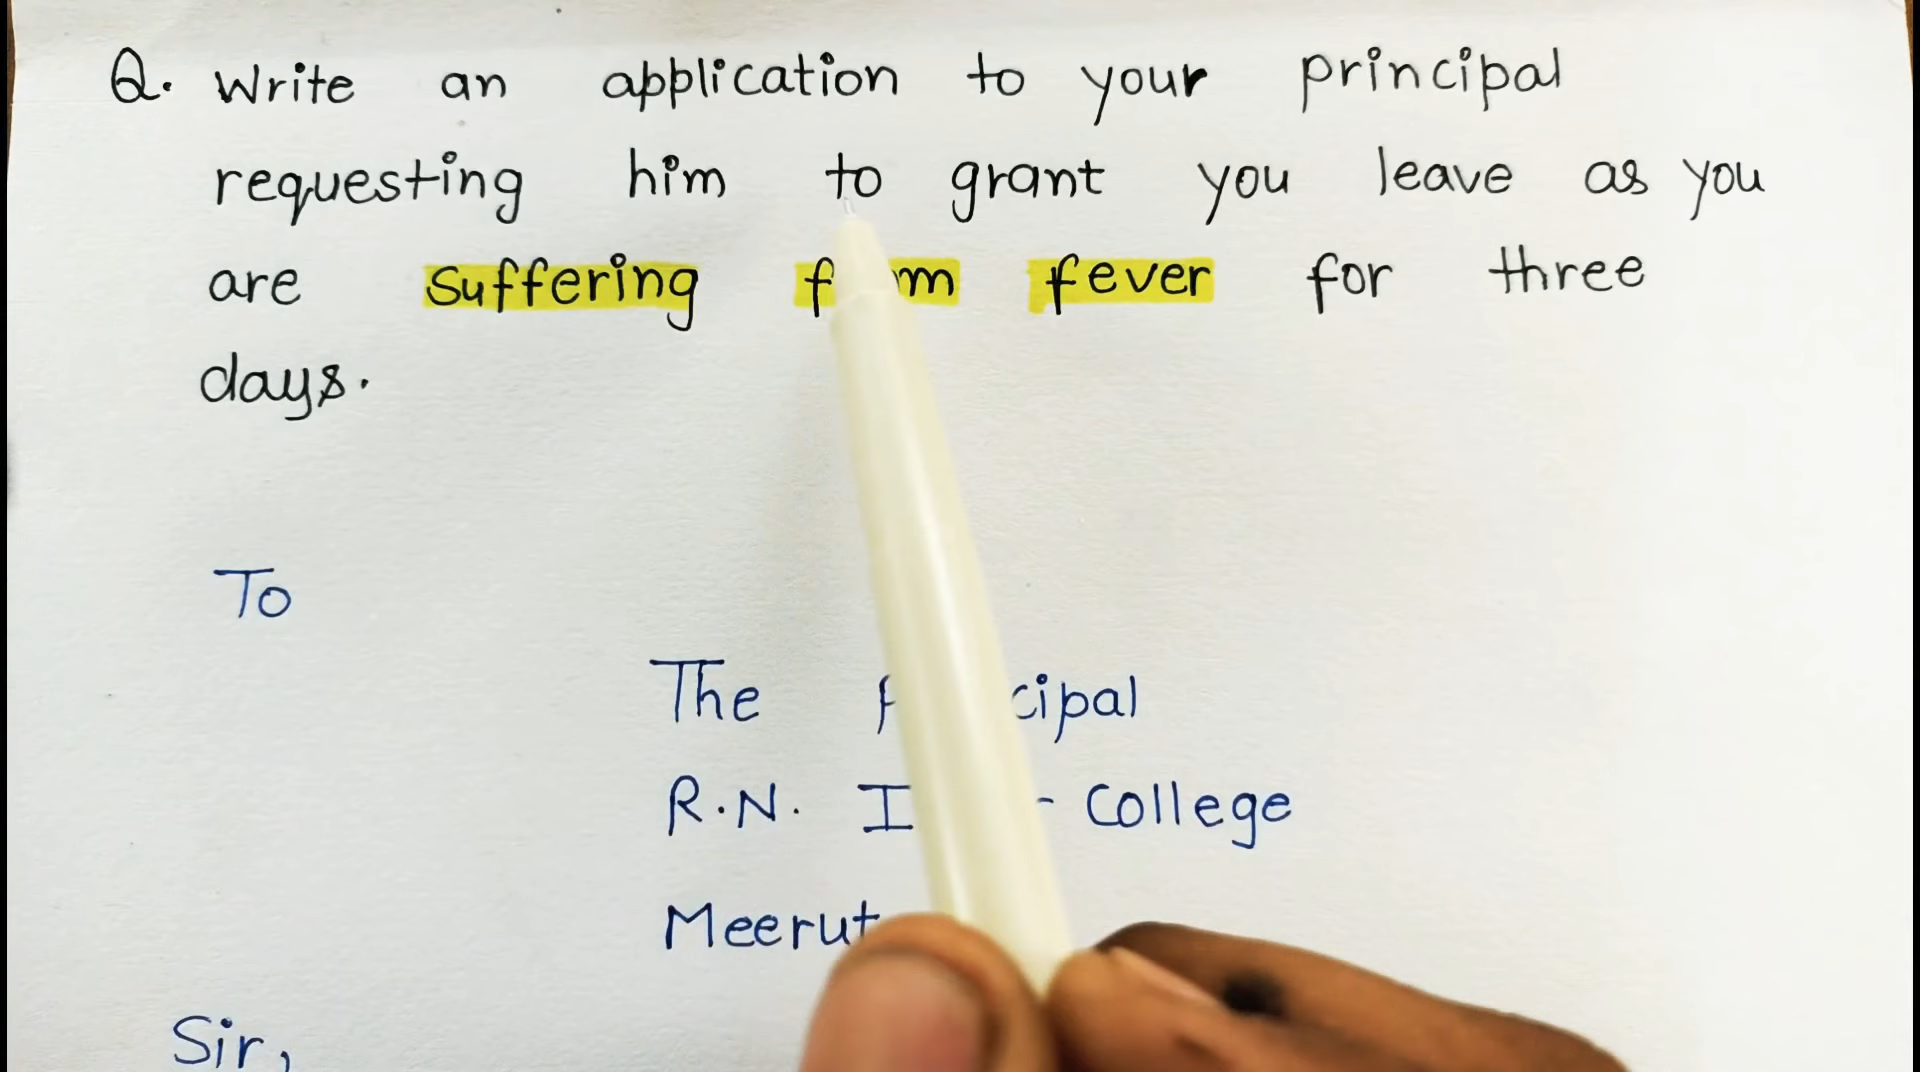 Q. Write an application to your principal
requesting him to grant you leave as you
are suffering fever for three
days.
To
The
R.N. College
Meerut
Sir,